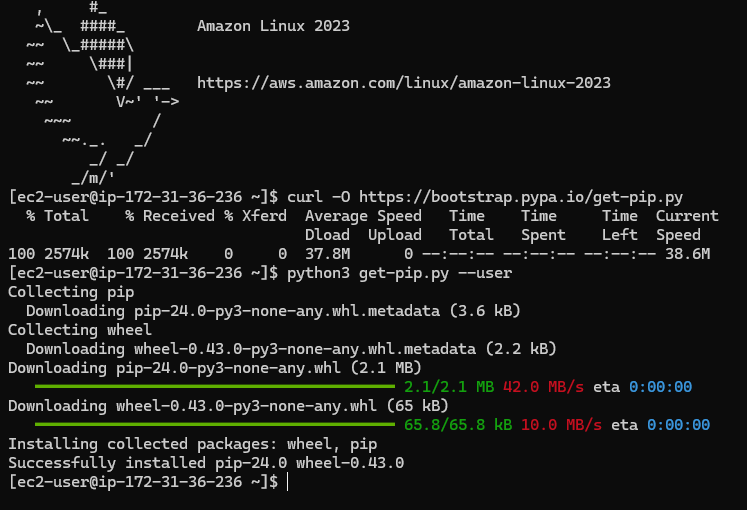 ,     #_
   ~\_  ####_        Amazon Linux 2023
  ~~  \_#####\
  ~~     \###|
  ~~       \#/ ___   https://aws.amazon.com/linux/amazon-linux-2023
   ~~       V~' '->
    ~~~         /
      ~~._.   _/
         _/ _/
       _/m/'
[ec2-user@ip-172-31-36-236 ~]$ curl -O https://bootstrap.pypa.io/get-pip.py
  % Total    % Received % Xferd  Average Speed   Time    Time     Time  Current
                                 Dload  Upload   Total   Spent    Left  Speed
100 2574k  100 2574k    0     0  37.8M      0 --:--:-- --:--:-- --:--:-- 38.6M
[ec2-user@ip-172-31-36-236 ~]$ python3 get-pip.py --user
Collecting pip
  Downloading pip-24.0-py3-none-any.whl.metadata (3.6 kB)
Collecting wheel
  Downloading wheel-0.43.0-py3-none-any.whl.metadata (2.2 kB)
Downloading pip-24.0-py3-none-any.whl (2.1 MB)
2.1/2.1 MB 42.0 MB/s eta 0:00:00
Downloading wheel-0.43.0-py3-none-any.whl (65 kB)
65.8/65.8 kB 10.0 MB/s eta 0:00:00
Installing collected packages: wheel, pip
Successfully installed pip-24.0 wheel-0.43.0
[ec2-user@ip-172-31-36-236 ~]$